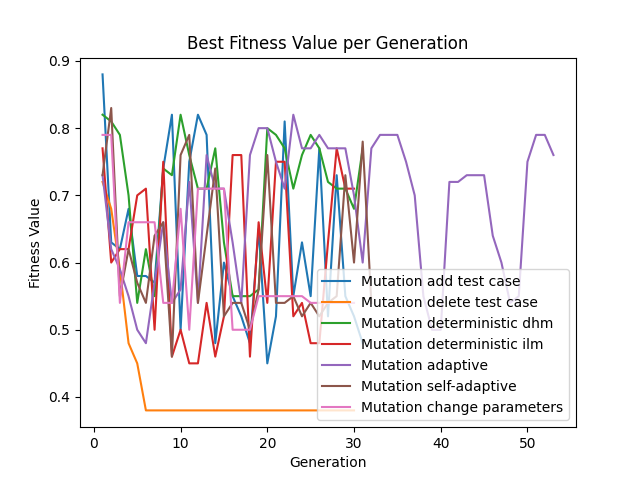 Best Fitness Value per Generation
Fitness Value
0.9
0.8
0.7
0.6
0.5
0.4
Mutation add test case
Mutation delete test case
Mutation deterministic dhm
Mutation deterministic ilm
Mutation adaptive
Mutation self-adaptive
Mutation change parameters
0 10 20 30 40 50
Generation